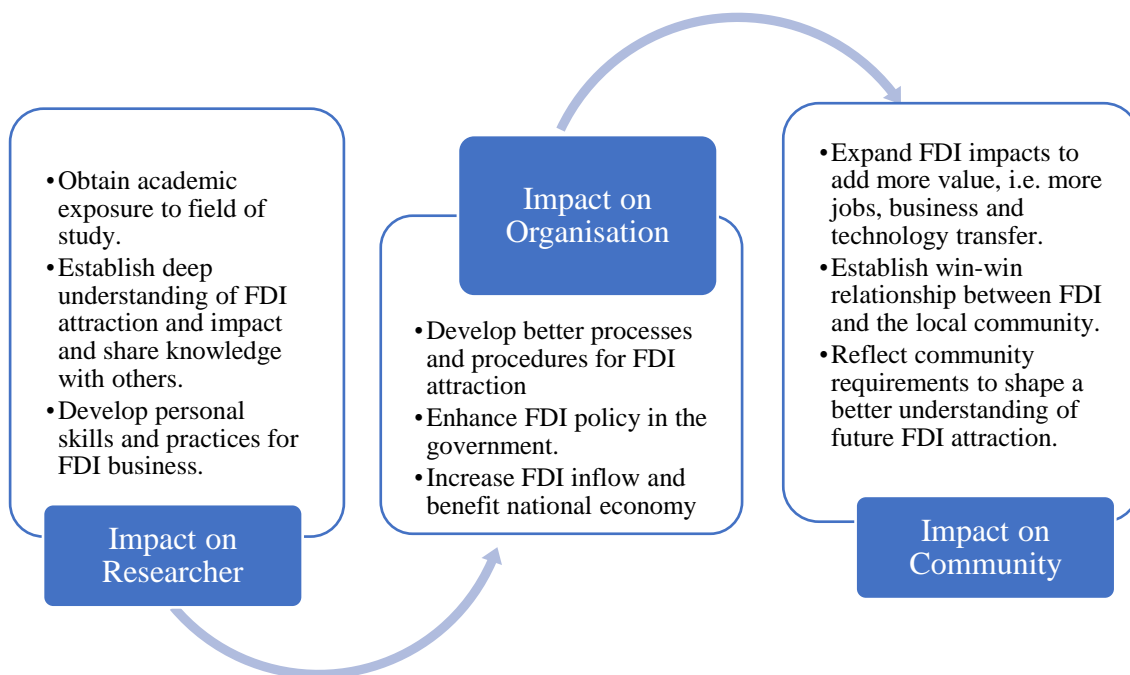 •Obtain academic
exposure to field of
study.
•Establish deep
understanding of FDI
attraction and impact
and share knowledge
with others.
•Develop personal
skills and practices for
FDI business.
Impact on
Researcher
Impact on
Organisation
•Develop better processes
and procedures for FDI
attraction
•Enhance FDI policy in the
government.
•Increase FDI inflow and
benefit national economy
•Expand FDI impacts to
add more value, i.e. more
jobs, business and
technology transfer.
•Establish win-win
relationship between FDI
and the local community.
•Reflect community
requirements to shape a
better understanding of
future FDI attraction.
Impact on
Community